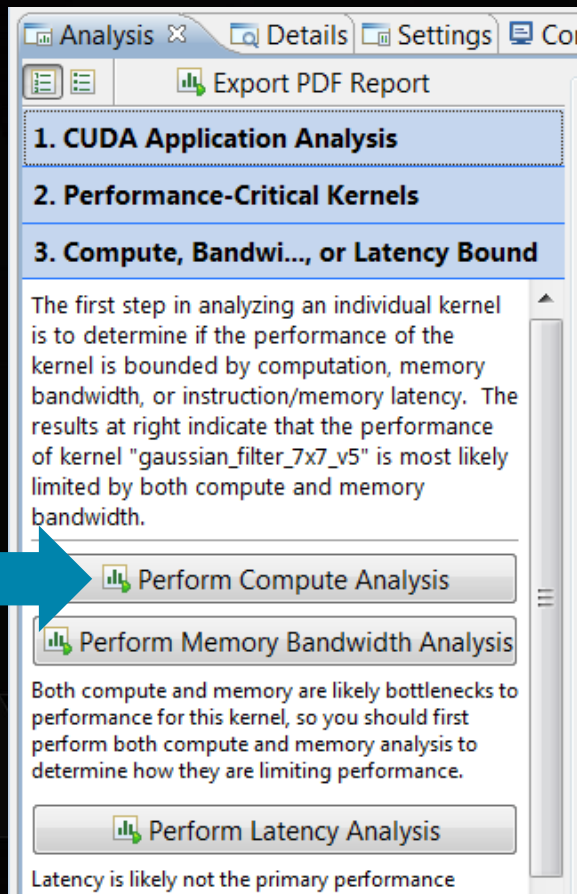 Analysis Details Settings Co
Export PDF Report
1. CUDA Application Analysis
2. Performance-Critical Kernels
3. Compute, Bandwi..., or Latency Bound
The first step in analyzing an individual kernel
is to determine if the performance of the
kernel is bounded by computation, memory
bandwidth, or instruction/memory latency. The
results at right indicate that the performance
of kernel "gaussian_filter_7x7_v5" is most likely
limited by both compute and memory
bandwidth.
Perform Compute Analysis
Perform Memory Bandwidth Analysis
Both compute and memory are likely bottlenecks to
performance for this kernel, so you should first
perform both compute and memory analysis to
determine how they are limiting performance.
Perform Latency Analysis
Latency is likely not the primary performance